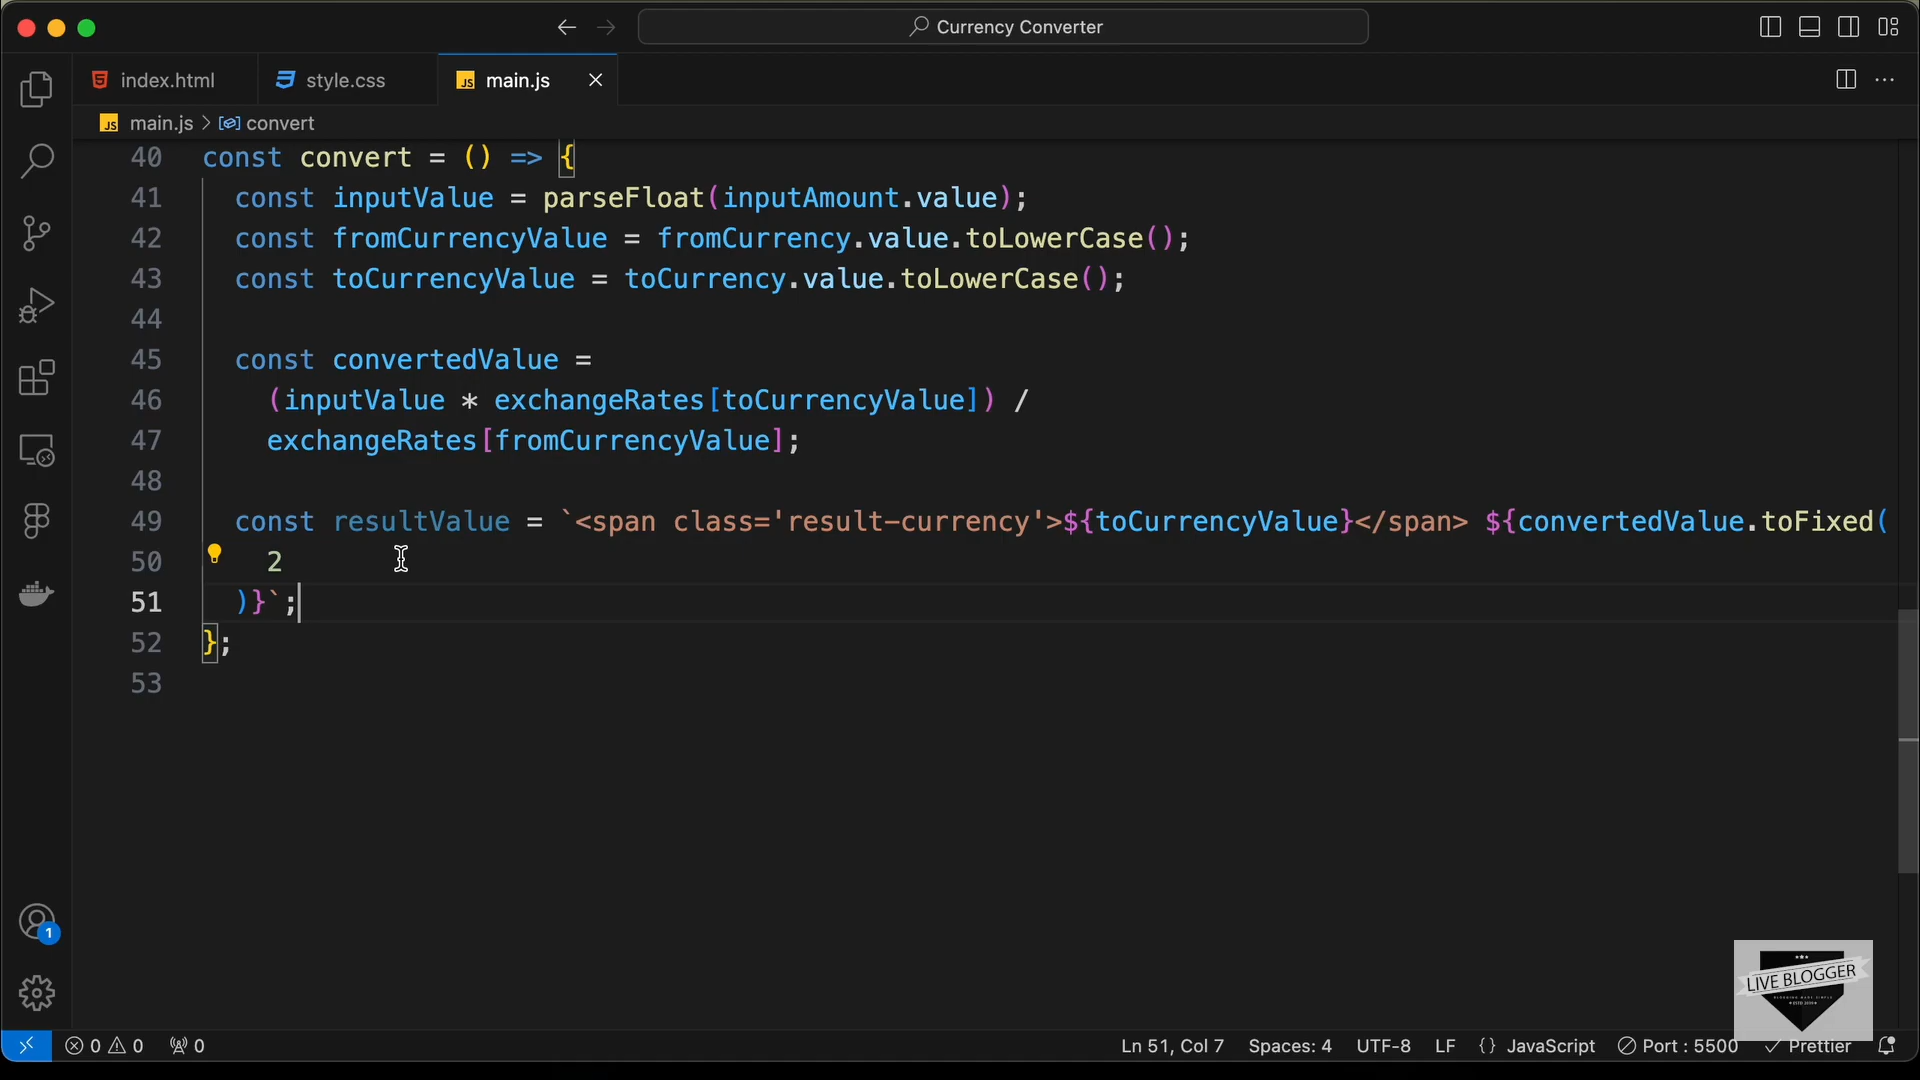 Currency Converter
index.html
style.css
JS main.js
JS main.js > convert
40 const convert = () => {
41 const inputValue = parseFloat(inputAmount.value);
42 const fromCurrencyValue = fromCurrency.value.toLowerCase();
43 const toCurrencyValue = toCurrency.value.toLowerCase();
44
45 const convertedValue =
46 (inputValue * exchangeRates[toCurrencyValue]) /
47 exchangeRates[fromCurrencyValue];
48
49 const resultValue = `<span class='result-currency'>${toCurrencyValue}</span> ${convertedValue.toFixed(
50 2
51 )}`;
52 };
53
1
LIVE BLOGGER
0 0 0 Ln 51, Col 7 Spaces: 4 UTF-8 LF {} JavaScript Port : 5500 Prettier